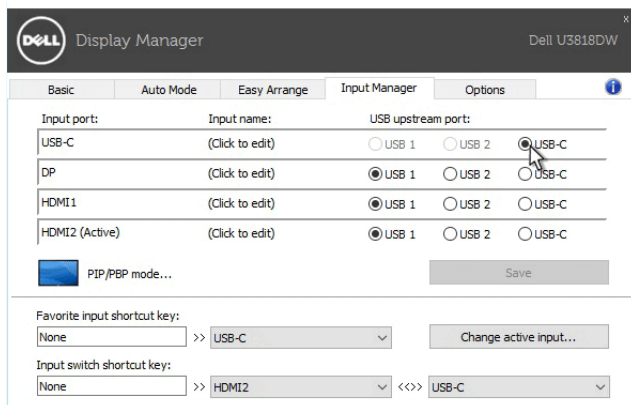 x
DELL Display Manager Dell U3818DW
Basic Auto Mode Easy Arrange Input Manager Options i
Input port: Input name: USB upstream port:
USB-C (Click to edit) USB 1 USB 2 USB-C
DP (Click to edit) USB 1 USB 2 USB-C
HDMI1 (Click to edit) USB 1 USB 2 USB-C
HDMI2 (Active) (Click to edit) USB 1 USB 2 USB-C
PIP/PBP mode... Save
Favorite input shortcut key:
None >> USB-C Change active input...
Input switch shortcut key:
None >> HDMI2 <<>> USB-C